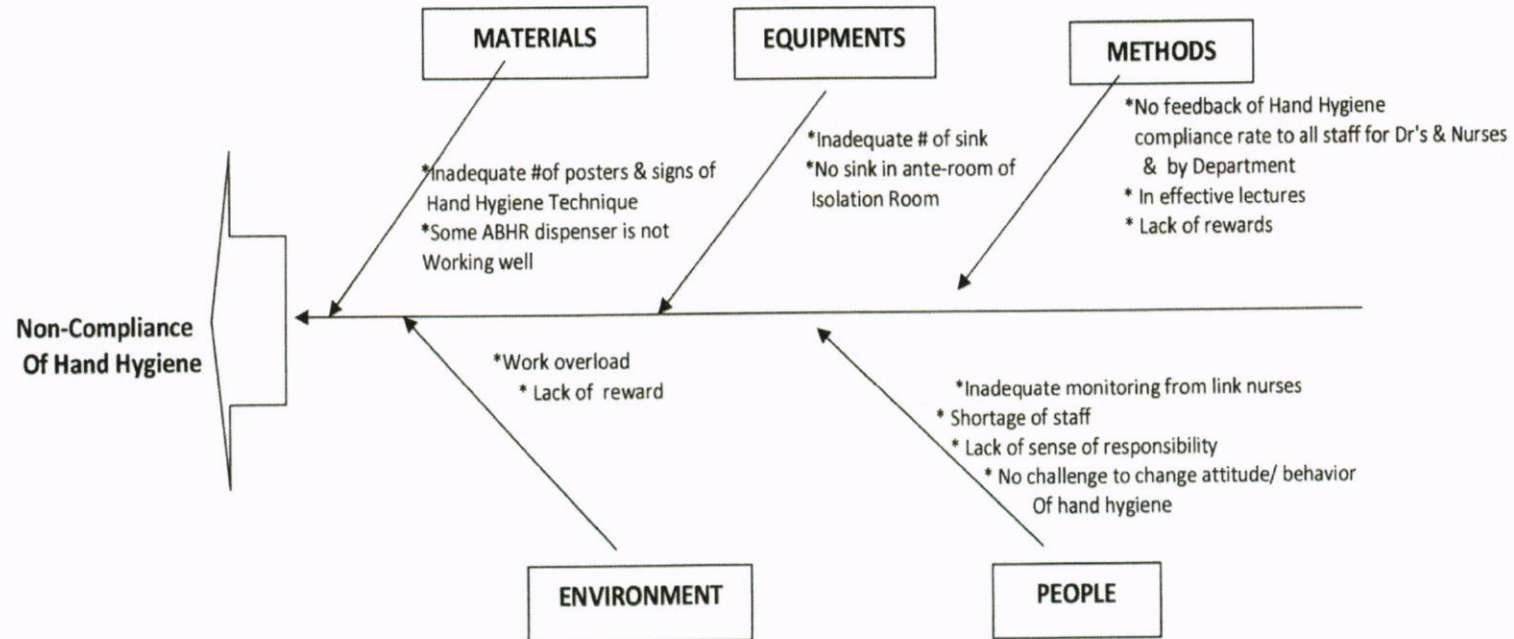 MATERIALS
EQUIPMENTS
METHODS
*Inadequate #of posters & signs of
Hand Hygiene Technique
*Some ABHR dispenser is not
Working well
*Inadequate # of sink
*No sink in ante-room of
Isolation Room
*No feedback of Hand Hygiene
compliance rate to all staff for Dr's & Nurses
& by Department
* In effective lectures
* Lack of rewards
Non-Compliance
Of Hand Hygiene
*Work overload
* Lack of reward
*Inadequate monitoring from link nurses
* Shortage of staff
* Lack of sense of responsibility
* No challenge to change attitude/ behavior
Of hand hygiene
ENVIRONMENT
PEOPLE